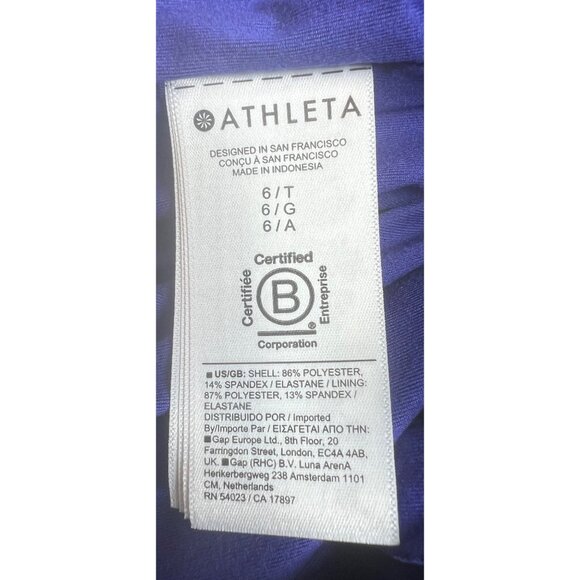 ATHLETA
DESIGNED IN SAN FRANCISCO
CONÇU À SAN FRANCISCO
MADE IN INDONESIA
6 / T
6 / G
6 / A
Certified
Certifiée
B
Entreprise
®
Corporation
US/GB: SHELL: 86% POLYESTER,
14% SPANDEX / ELASTANE / LINING:
87% POLYESTER, 13% SPANDEX /
ELASTANE
DISTRIBUIDO POR / Imported
By/Importe Par / ΕΙΣΑΓΕΤΑΙ ΑΠΟ ΤΗΝ:
Gap Europe Ltd., 8th Floor, 20
Farringdon Street, London, EC4A 4AB,
UK. Gap (RHC) B.V. Luna ArenA
Herikerbergweg 238 Amsterdam 1101
CM, Netherlands
RN 54023 / CA 17897